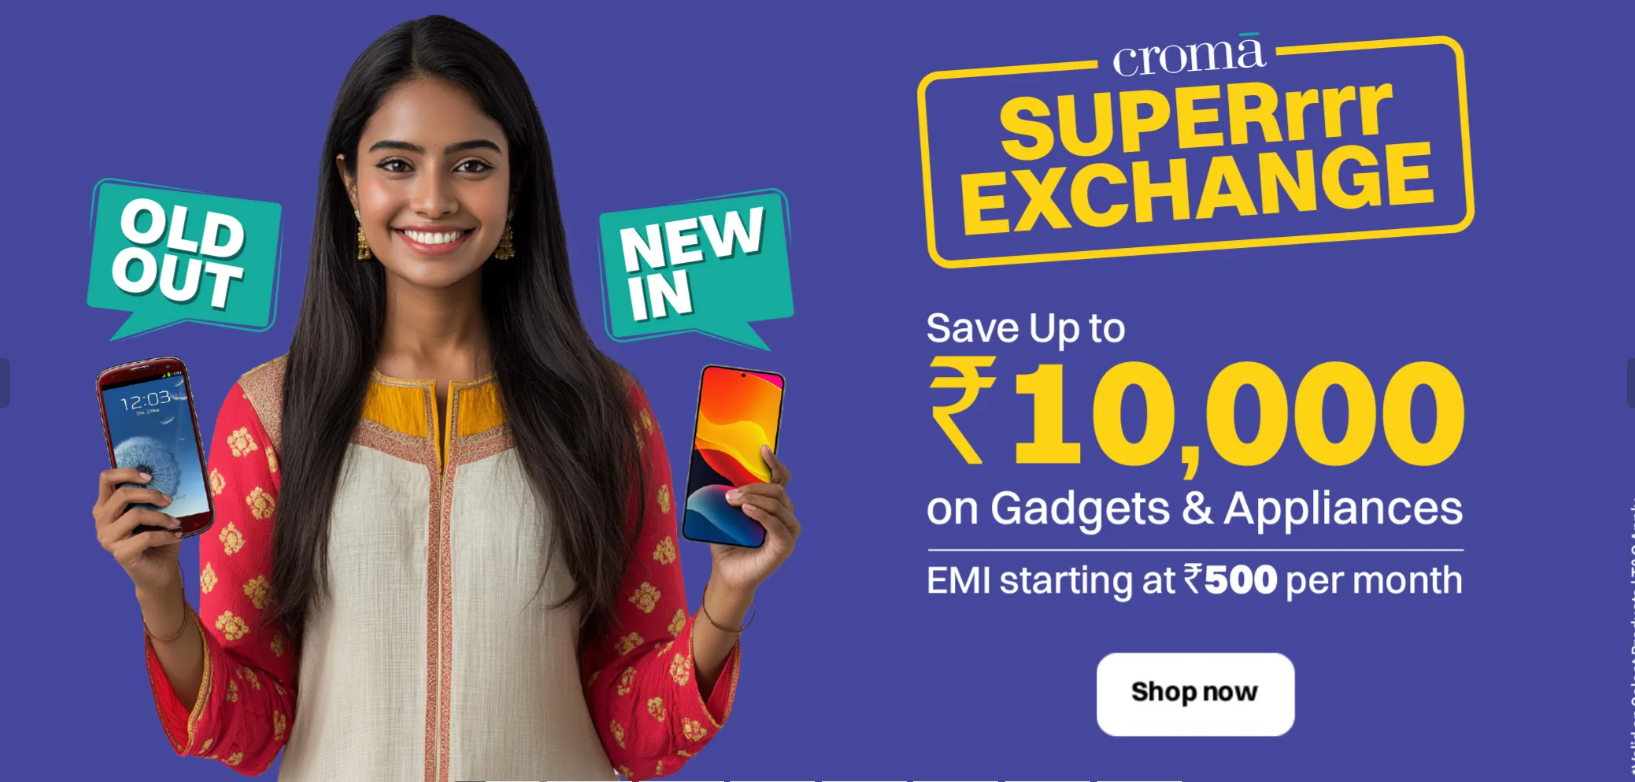 cromā
SUPERrrr
EXCHANGE
OLD
OUT
NEW
IN
12:03
Save Up to
₹10,000
on Gadgets & Appliances
EMI starting at ₹500 per month
Shop now